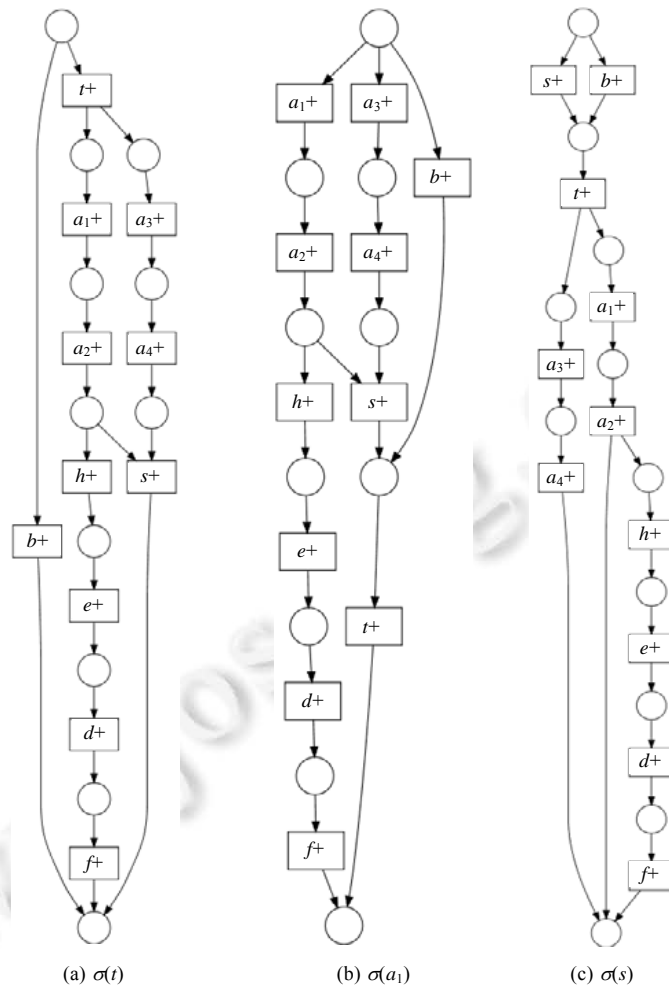 t+
a₁+
a₃+
a₂+
a₄+
h+
s+
b+
e+
d+
f+
(a) σ(t)
a₁+
a₃+
b+
a₂+
a₄+
h+
s+
e+
t+
d+
f+
(b) σ(a₁)
s+
b+
t+
a₁+
a₃+
a₂+
a₄+
h+
e+
d+
f+
(c) σ(s)